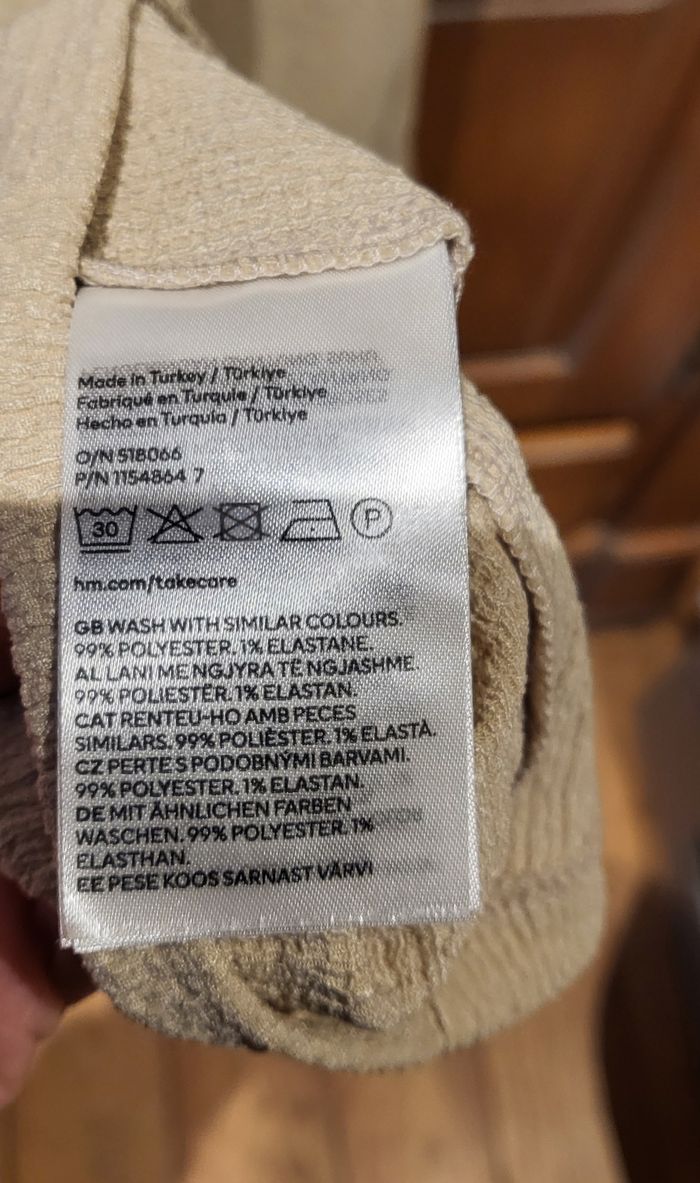 Made in Turkey / Türkiye
Fabriqué en Turquie / Türkiye
Hecho en Turquía / Türkiye
O/N 518066
P/N 1154864 7
30
P
hm.com/takecare
GB WASH WITH SIMILAR COLOURS.
99% POLYESTER. 1% ELASTANE.
AL LANI ME NGJYRA TË NGJASHME.
99% POLIESTËR. 1% ELASTAN.
CAT RENTEU-HO AMB PECES
SIMILARS. 99% POLIÈSTER. 1% ELASTÀ.
CZ PERTE S PODOBNÝMI BARVAMI.
99% POLYESTER. 1% ELASTAN.
DE MIT ÄHNLICHEN FARBEN
WASCHEN. 99% POLYESTER. 1%
ELASTHAN.
EE PESE KOOS SARNAST VÄRVI